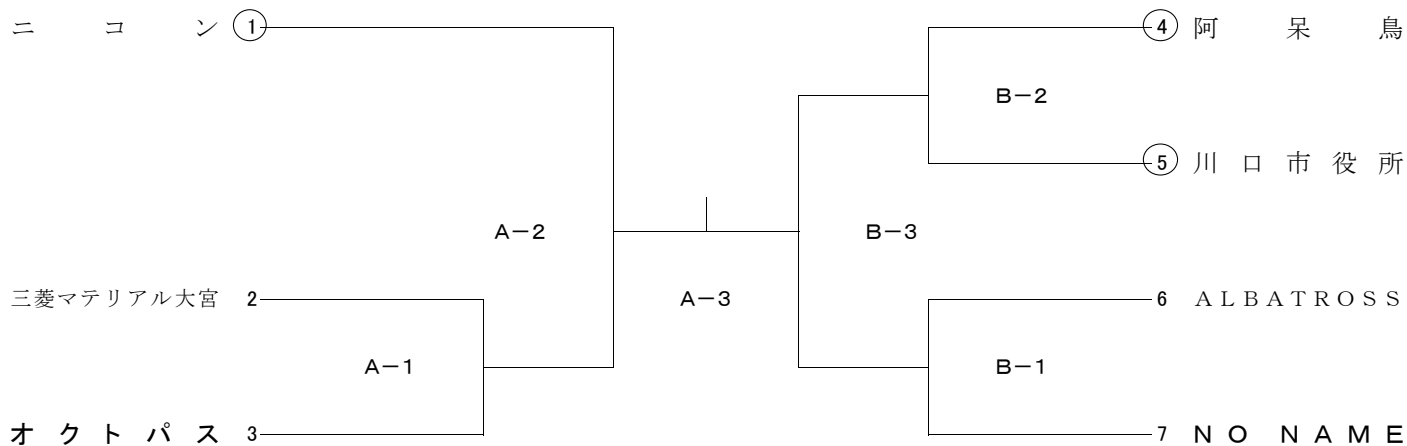 ニコン ① ④ 阿呆鳥
B－2
⑤ 川口市役所
A－2 B－3
三菱マテリアル大宮 2 A－3 6 ALBATROSS
A－1 B－1
オクトパス 3 7 NO NAME